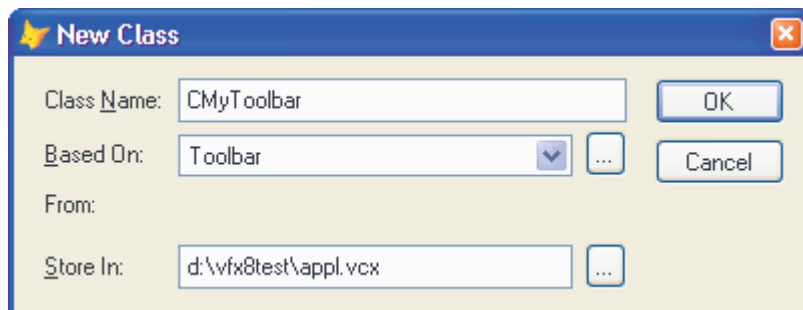 New Class
Class Name: CMyToolbar OK
Based On: Toolbar ... Cancel
From:
Store In: d:\vfx8test\appl.vcx ...